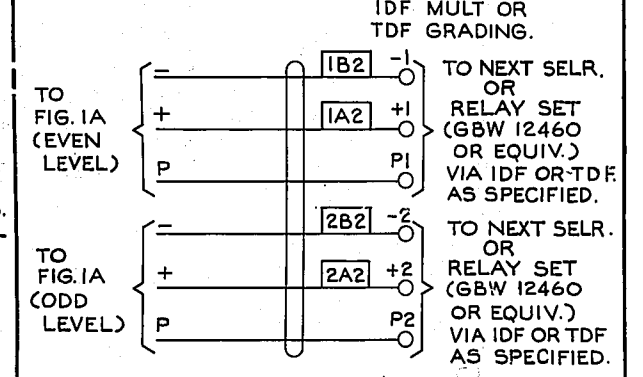 IDF MULT OR
TDF GRADING.
TO
FIG. 1A
(EVEN
LEVEL)
- 1B2 -1
+ 1A2 +1
P P1
TO NEXT SELR.
OR
RELAY SET
(GBW 12460
OR EQUIV.)
VIA IDF OR TDF.
AS SPECIFIED.
TO
FIG. 1A
(ODD
LEVEL)
- 2B2 -2
+ 2A2 +2
P P2
TO NEXT SELR.
OR
RELAY SET
(GBW 12460
OR EQUIV.)
VIA IDF OR TDF
AS SPECIFIED.